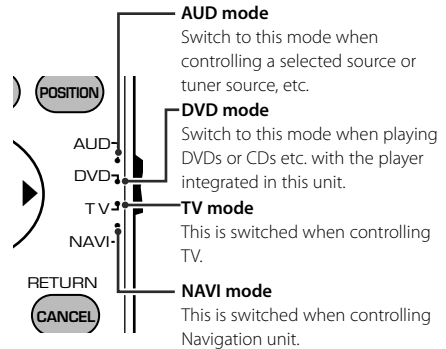 AUD mode
Switch to this mode when
controlling a selected source or
tuner source, etc.
DVD mode
Switch to this mode when playing
DVDs or CDs etc. with the player
integrated in this unit.
TV mode
This is switched when controlling
TV.
NAVI mode
This is switched when controlling
Navigation unit.
POSITION
AUD
DVD
TV
NAVI
RETURN
CANCEL